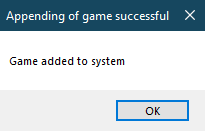 Appending of game successful
Game added to system
OK